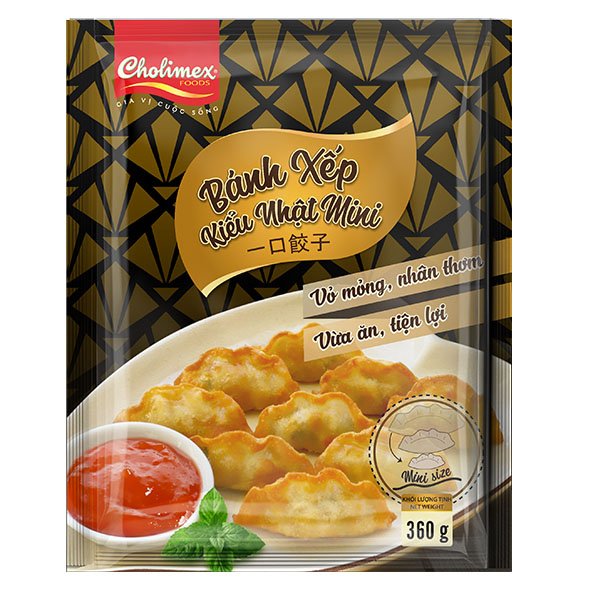 Cholimex®
FOODS
GIA VỊ CUỘC SỐNG
Bánh Xếp
Kiểu Nhật Mini
一口餃子
Vỏ mỏng, nhân thơm
Vừa ăn, tiện lợi
Mini size
KHỐI LƯỢNG TỊNH
NET WEIGHT:
360 g